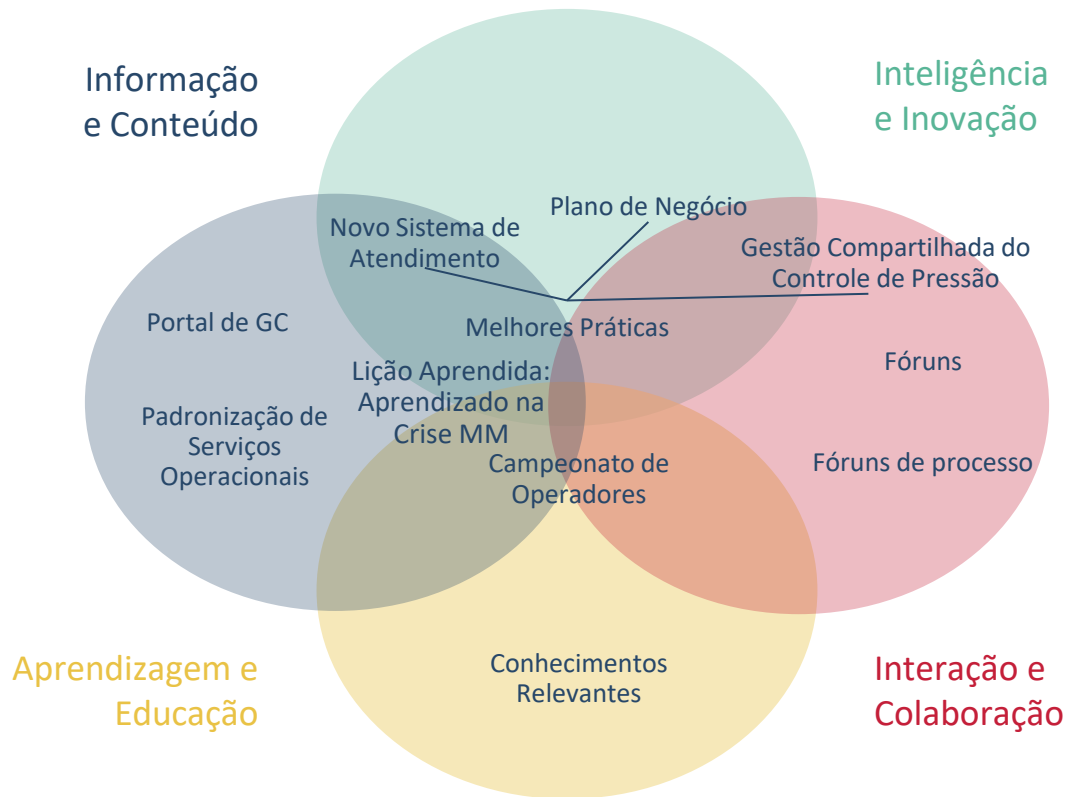 Informação
e Conteúdo
Inteligência
e Inovação
Plano de Negócio
Novo Sistema de
Atendimento
Gestão Compartilhada do
Controle de Pressão
Portal de GC
Melhores Práticas
Lição Aprendida:
Aprendizado na
Crise MM
Fóruns
Padronização de
Serviços
Operacionais
Campeonato de
Operadores
Fóruns de processo
Conhecimentos
Relevantes
Aprendizagem e
Educação
Interação e
Colaboração